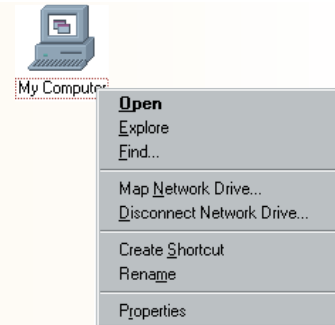 My Computer
Open
Explore
Find...
Map Network Drive...
Disconnect Network Drive...
Create Shortcut
Rename
Properties